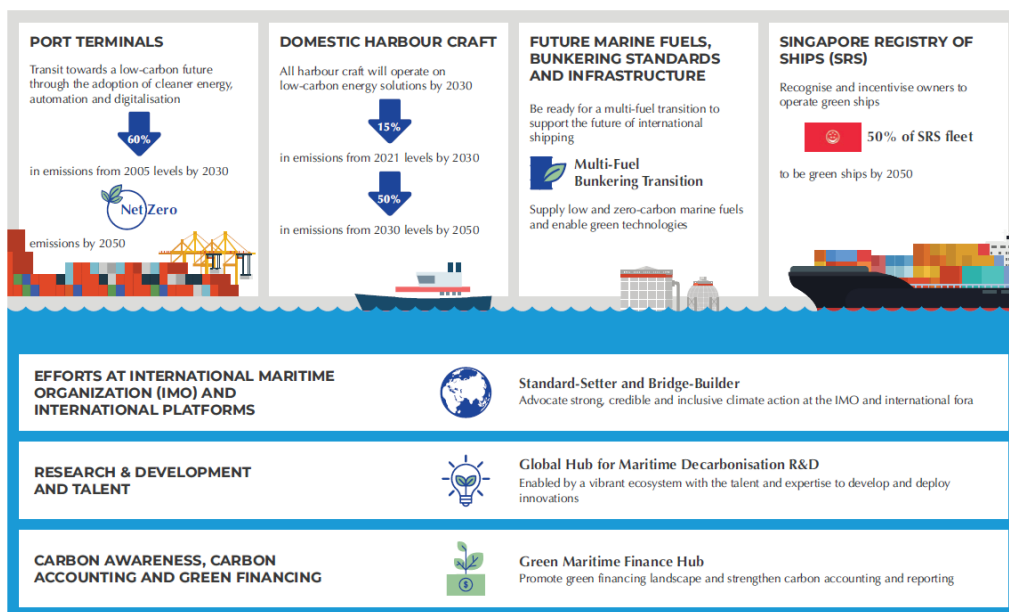 PORT TERMINALS
Transit towards a low-carbon future
through the adoption of cleaner energy,
automation and digitalisation
60%
in emissions from 2005 levels by 2030
Net Zero
emissions by 2050
DOMESTIC HARBOUR CRAFT
All harbour craft will operate on
low-carbon energy solutions by 2030
15%
in emissions from 2021 levels by 2030
50%
in emissions from 2030 levels by 2050
FUTURE MARINE FUELS,
BUNKERING STANDARDS
AND INFRASTRUCTURE
Be ready for a multi-fuel transition to
support the future of international
shipping
Multi-Fuel
Bunkering Transition
Supply low and zero-carbon marine fuels
and enable green technologies
SINGAPORE REGISTRY OF
SHIPS (SRS)
Recognise and incentivise owners to
operate green ships
50% of SRS fleet
to be green ships by 2050
EFFORTS AT INTERNATIONAL MARITIME
ORGANIZATION (IMO) AND
INTERNATIONAL PLATFORMS
Standard-Setter and Bridge-Builder
Advocate strong, credible and inclusive climate action at the IMO and international fora
RESEARCH & DEVELOPMENT
AND TALENT
Global Hub for Maritime Decarbonisation R&D
Enabled by a vibrant ecosystem with the talent and expertise to develop and deploy
innovations
CARBON AWARENESS, CARBON
ACCOUNTING AND GREEN FINANCING
$
Green Maritime Finance Hub
Promote green financing landscape and strengthen carbon accounting and reporting